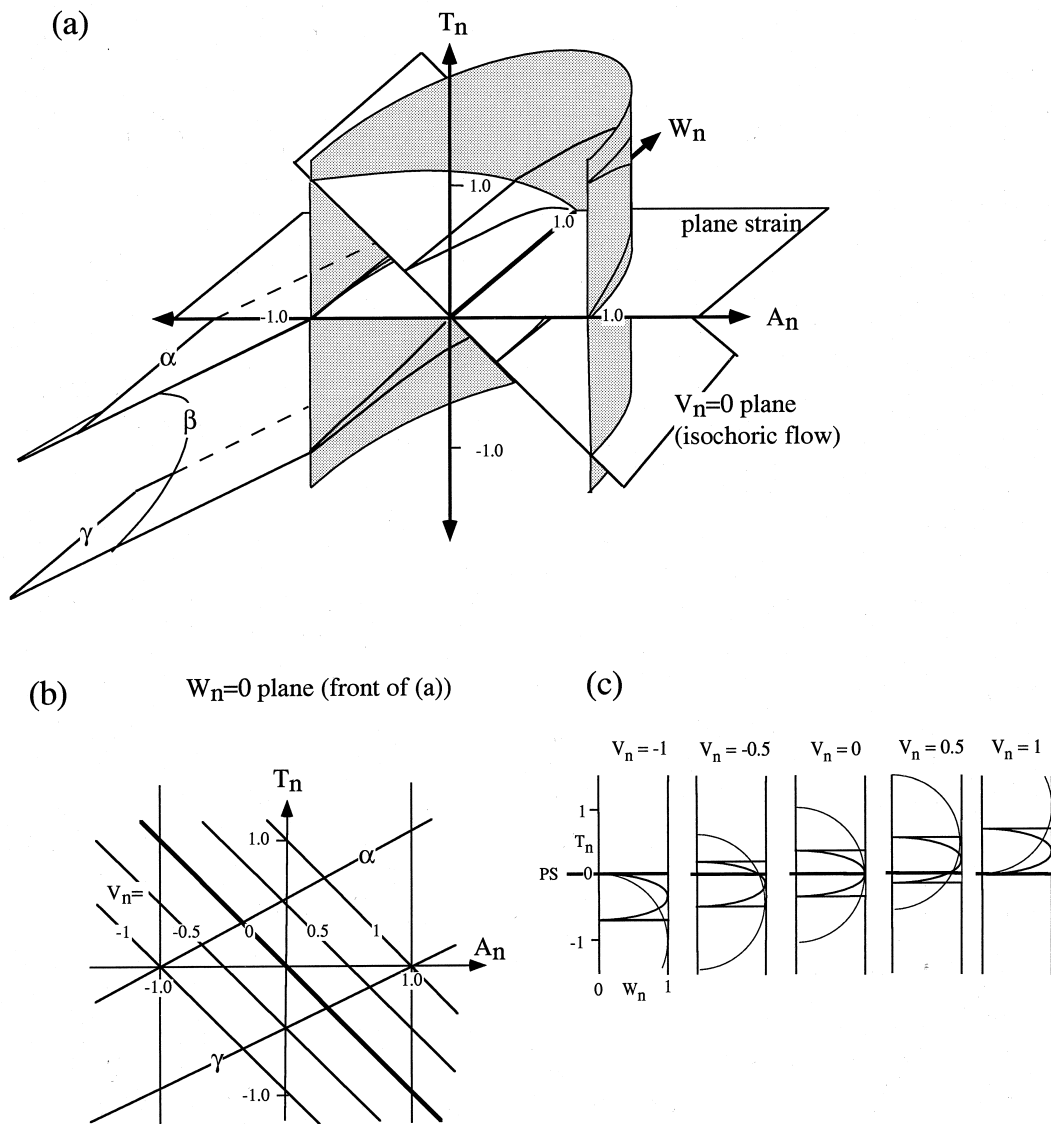 (a)
Tn
Wn
1.0
1.0
plane strain
-1.0
1.0
An
α
β
Vn=0 plane
(isochoric flow)
-1.0
γ
(b)
Wn=0 plane (front of (a))
Tn
1.0
α
Vn=
-1
-0.5
0
0.5
1
An
-1.0
1.0
γ
-1.0
(c)
Vn = -1
Vn = -0.5
Vn = 0
Vn = 0.5
Vn = 1
1
Tn
PS
0
-1
0
Wn
1